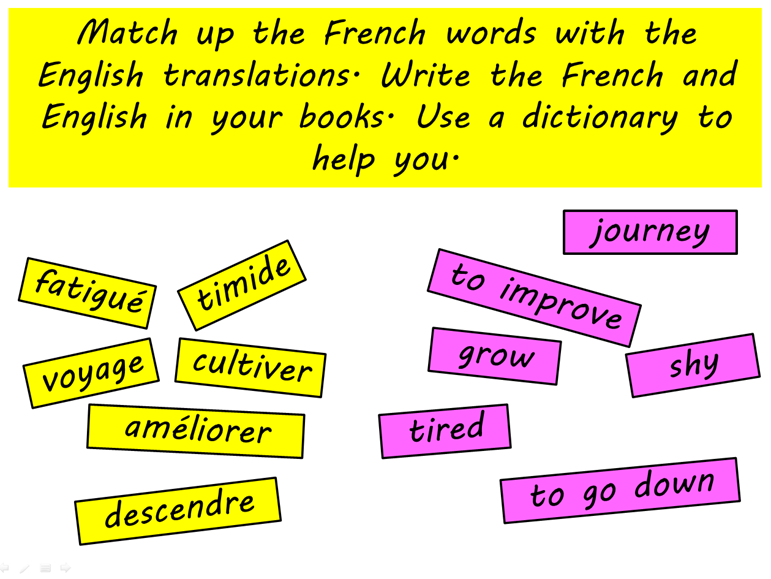 Match up the French words with the
English translations. Write the French and
English in your books. Use a dictionary to
help you.
fatigué
timide
voyage
cultiver
améliorer
descendre
journey
to improve
grow
shy
tired
to go down